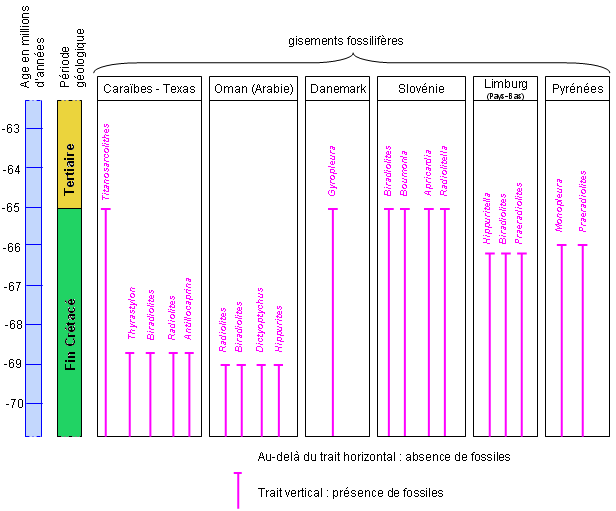 Age en millions
d'années
Période
géologique
gisements fossilifères
Caraïbes - Texas
Oman (Arabie)
Danemark
Slovénie
Limburg
(Pays-Bas)
Pyrénées
-63
-64
-65
-66
-67
-68
-69
-70
Tertiaire
Fin Crétacé
Titanosarcolithes
Thyrastylon
Biradiolites
Radiolites
Antillocaprina
Radiolites
Biradiolites
Dictyoptychus
Hippurites
Gyropleura
Biradiolites
Bournonia
Apricardia
Radiolitella
Hippuritella
Biradiolites
Praeradiolites
Monopleura
Praeradiolites
Au-delà du trait horizontal : absence de fossiles
Trait vertical : présence de fossiles